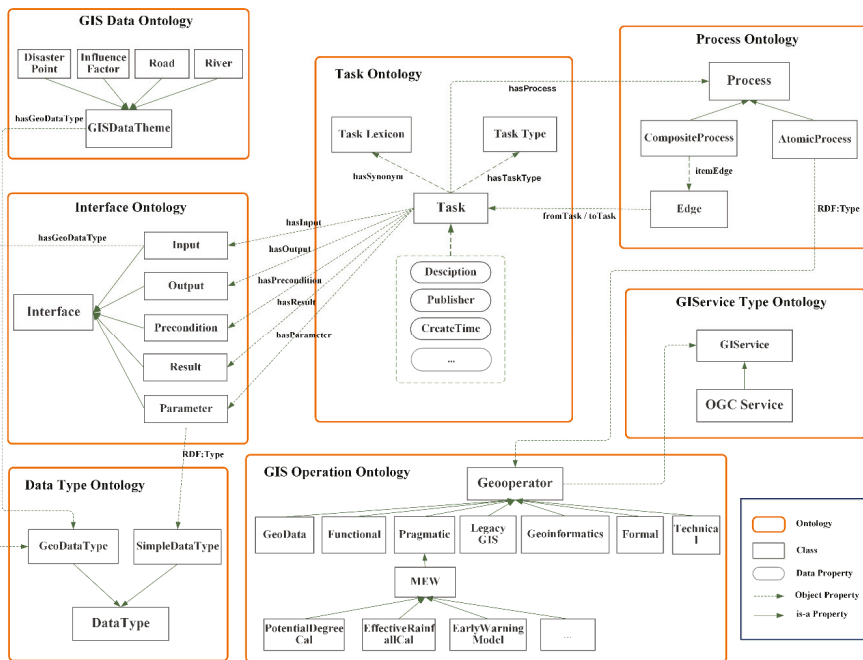 GIS Data Ontology
Disaster
Point
Influence
Factor
Road
River
hasGeoDataType
GISDataTheme
Task Ontology
Task Lexicon
Task Type
hasSynonym
hasTaskType
Task
hasProcess
Desciption
Publisher
CreateTime
...
Process Ontology
Process
CompositeProcess
AtomicProcess
itemEdge
Edge
fromTask / toTask
RDF:Type
Interface Ontology
hasGeoDataType
Input
Output
Interface
Precondition
Result
Parameter
hasInput
hasOutput
hasPrecondition
hasResult
hasParameter
RDF:Type
GIService Type Ontology
GIService
OGC Service
Data Type Ontology
GeoDataType
SimpleDataType
DataType
GIS Operation Ontology
Geooperator
GeoData
Functional
Pragmatic
Legacy
GIS
Geoinformatics
Formal
Technica
l
MEW
PotentialDegree
Cal
EffectiveRainf
allCal
EarlyWarning
Model
...
Ontology
Class
Data Property
Object Property
is-a Property